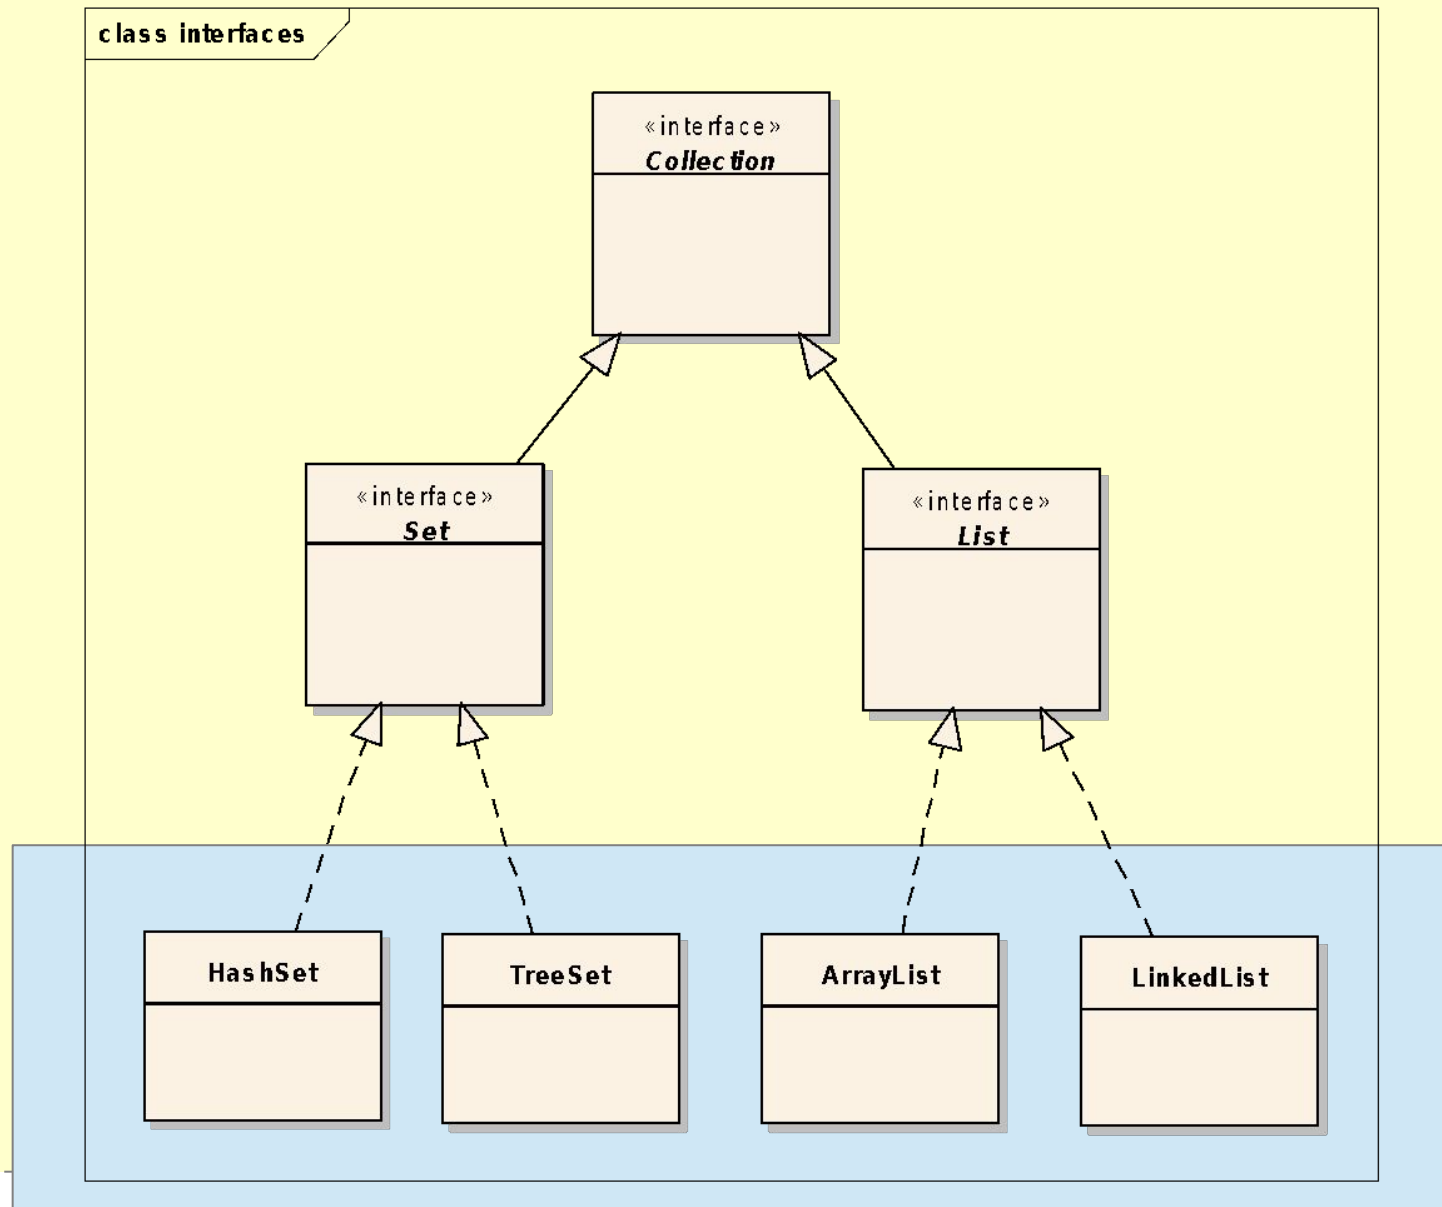 class interfaces
«interface»
Collection
«interface»
Set
«interface»
List
HashSet
TreeSet
ArrayList
LinkedList